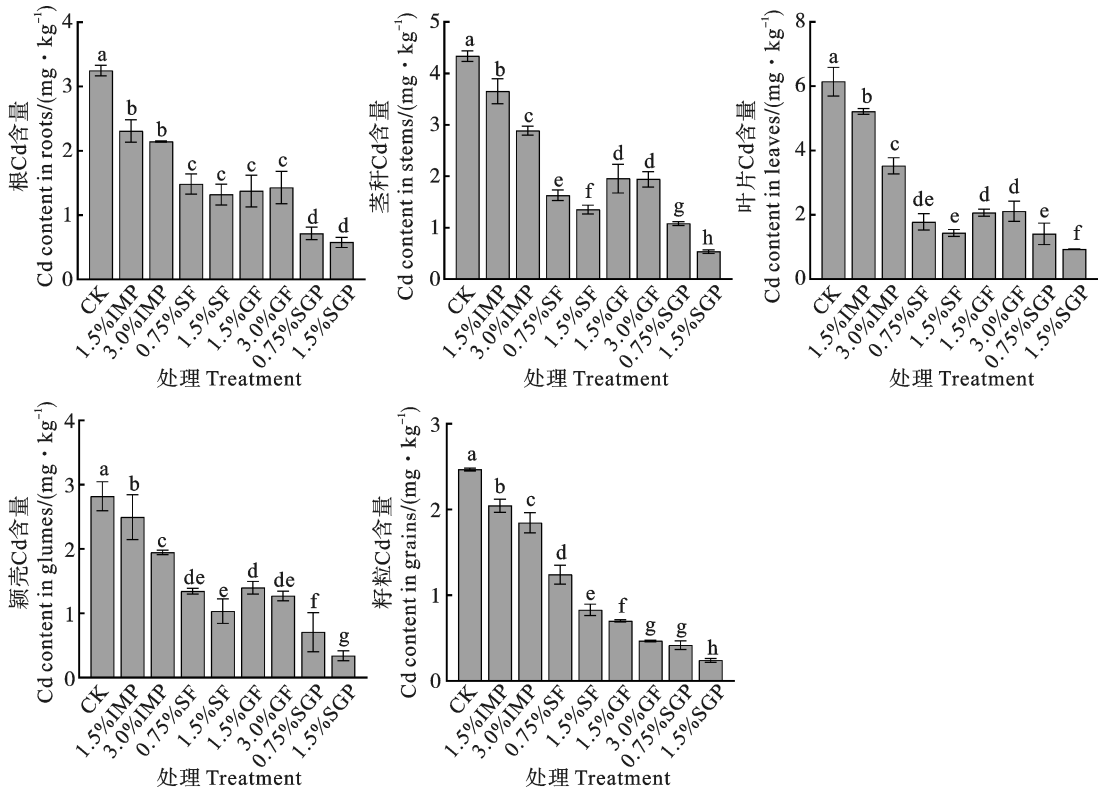 根Cd含量
Cd content in roots/(mg·kg⁻¹)
4
3
2
1
0
a
b
b
c
c
c
c
d
d
CK
1.5%IMP
3.0%IMP
0.75%SF
1.5%SF
1.5%GF
3.0%GF
0.75%SGP
1.5%SGP
处理 Treatment
茎秆Cd含量
Cd content in stems/(mg·kg⁻¹)
5
4
3
2
1
0
a
b
c
e
f
d
d
g
h
CK
1.5%IMP
3.0%IMP
0.75%SF
1.5%SF
1.5%GF
3.0%GF
0.75%SGP
1.5%SGP
处理 Treatment
叶片Cd含量
Cd content in leaves/(mg·kg⁻¹)
8
6
4
2
0
a
b
c
de
e
d
d
e
f
CK
1.5%IMP
3.0%IMP
0.75%SF
1.5%SF
1.5%GF
3.0%GF
0.75%SGP
1.5%SGP
处理 Treatment
颖壳Cd含量
Cd content in glumes/(mg·kg⁻¹)
4
3
2
1
0
a
b
c
de
e
d
de
f
g
CK
1.5%IMP
3.0%IMP
0.75%SF
1.5%SF
1.5%GF
3.0%GF
0.75%SGP
1.5%SGP
处理 Treatment
籽粒Cd含量
Cd content in grains/(mg·kg⁻¹)
3
2
1
0
a
b
c
d
e
f
g
g
h
CK
1.5%IMP
3.0%IMP
0.75%SF
1.5%SF
1.5%GF
3.0%GF
0.75%SGP
1.5%SGP
处理 Treatment